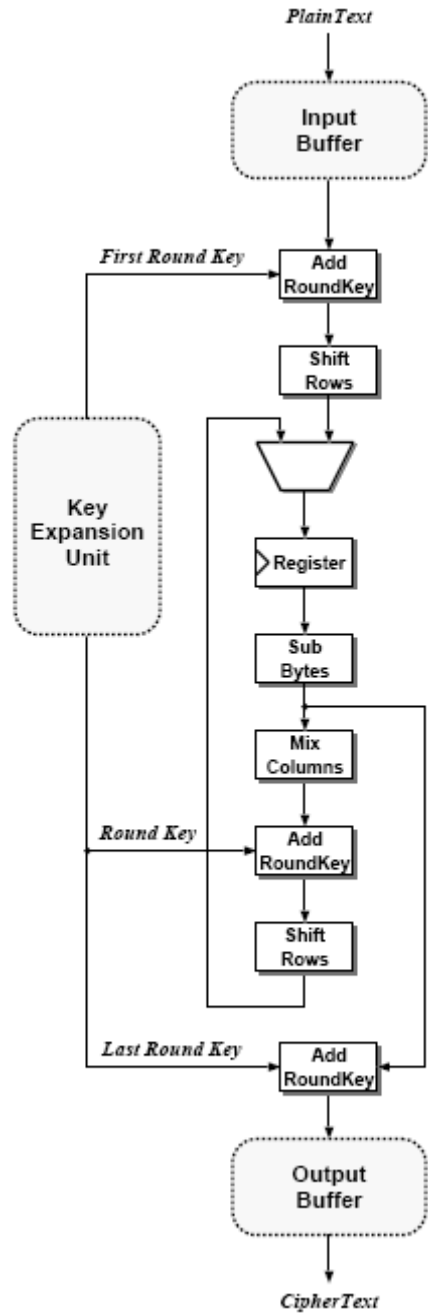 PlainText
Input
Buffer
First Round Key
Add
RoundKey
Shift
Rows
Key
Expansion
Unit
Register
Sub
Bytes
Mix
Columns
Round Key
Add
RoundKey
Shift
Rows
Last Round Key
Add
RoundKey
Output
Buffer
CipherText